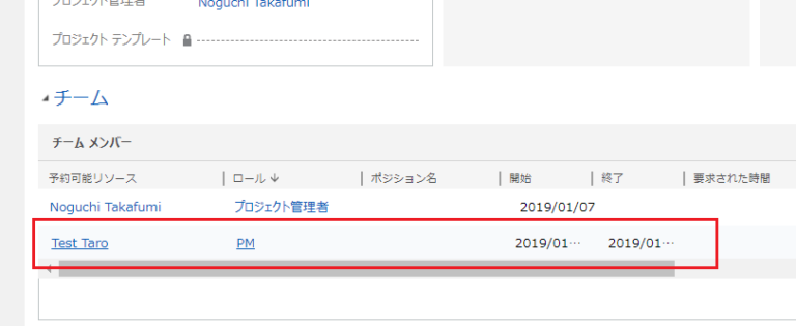 プロジェクト管理者 Noguchi Takafumi
プロジェクト テンプレート
チーム
チーム メンバー
予約可能リソース ロール ↓ ポジション名 開始 終了 要求された時間
Noguchi Takafumi プロジェクト管理者 2019/01/07
Test Taro PM 2019/01… 2019/01…